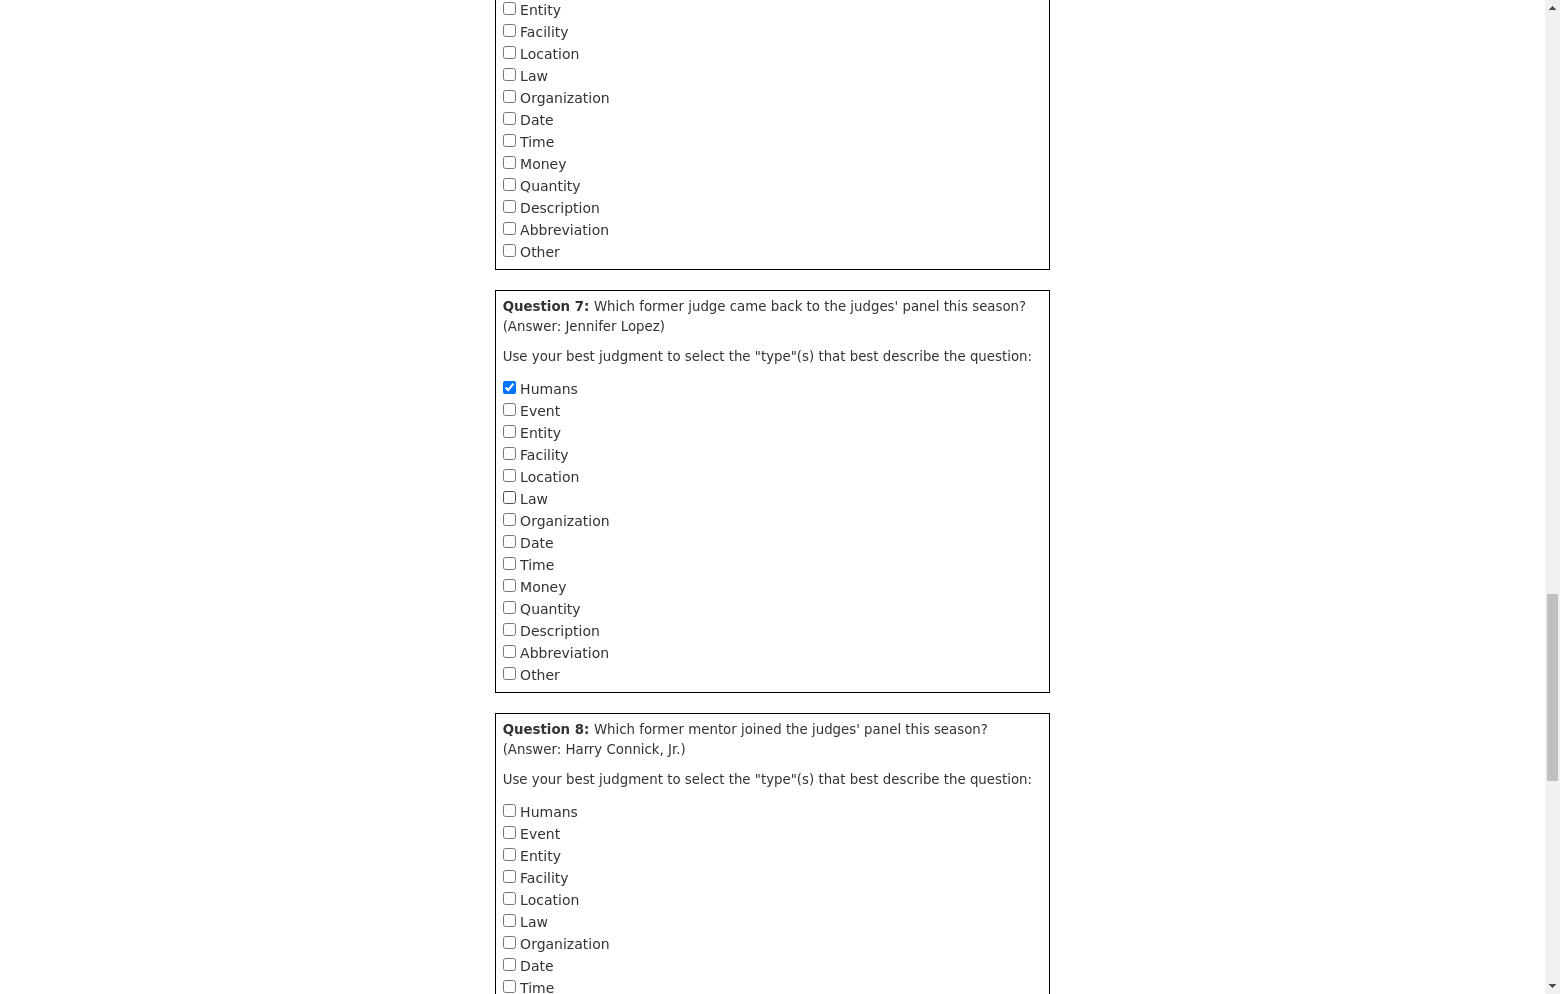 Entity
Facility
Location
Law
Organization
Date
Time
Money
Quantity
Description
Abbreviation
Other
Question 7: Which former judge came back to the judges' panel this season?
(Answer: Jennifer Lopez)
Use your best judgment to select the "type"(s) that best describe the question:
Humans
Event
Entity
Facility
Location
Law
Organization
Date
Time
Money
Quantity
Description
Abbreviation
Other
Question 8: Which former mentor joined the judges' panel this season?
(Answer: Harry Connick, Jr.)
Use your best judgment to select the "type"(s) that best describe the question:
Humans
Event
Entity
Facility
Location
Law
Organization
Date
Time